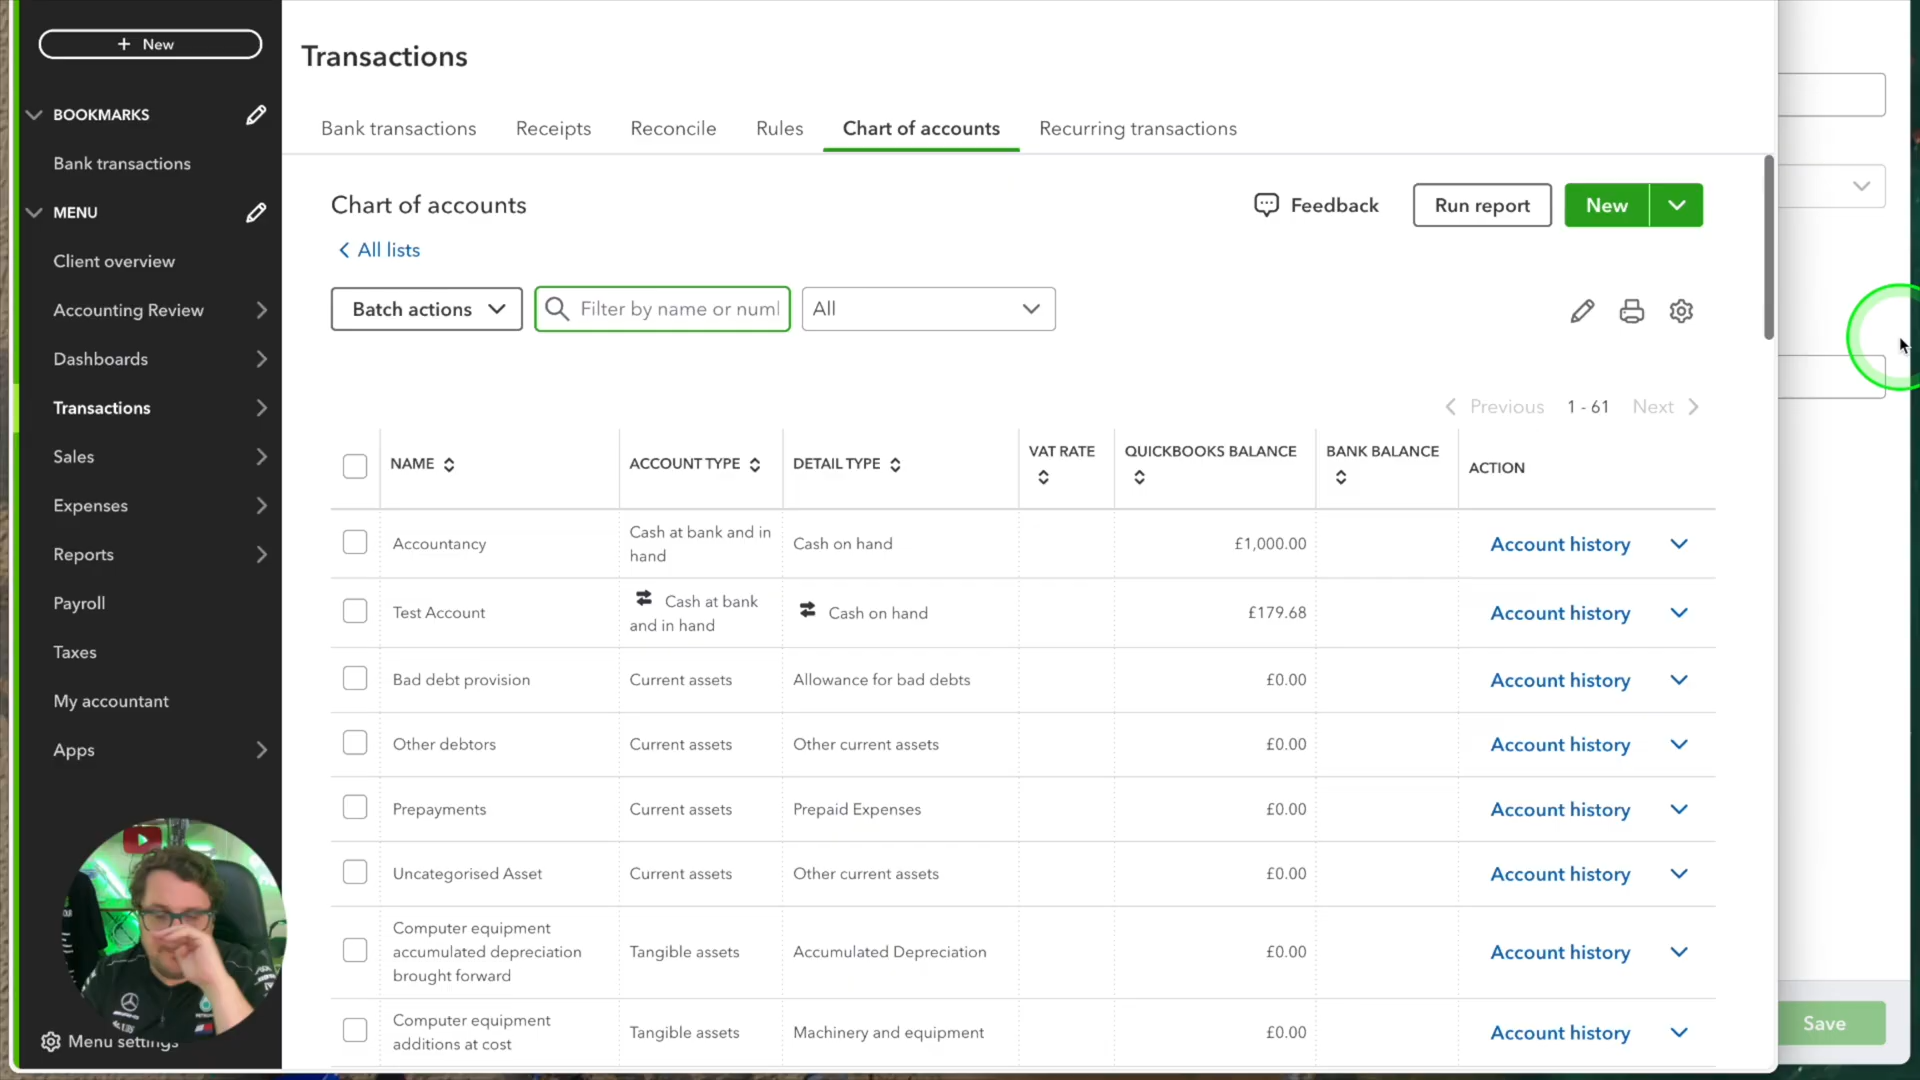 + New
BOOKMARKS
Bank transactions
MENU
Client overview
Accounting Review
Dashboards
Transactions
Sales
Expenses
Reports
Payroll
Taxes
My accountant
Apps
Menu settings
Transactions
Bank transactions
Receipts
Reconcile
Rules
Chart of accounts
Recurring transactions
Chart of accounts
All lists
Feedback
Run report
New
Batch actions
Filter by name or num
All
Previous 1 - 61 Next
NAME ACCOUNT TYPE DETAIL TYPE VAT RATE QUICKBOOKS BALANCE BANK BALANCE ACTION
Accountancy
Cash at bank and in
hand
Cash on hand
£1,000.00
Account history
Test Account
Cash at bank
and in hand
Cash on hand
£179.68
Account history
Bad debt provision
Current assets
Allowance for bad debts
£0.00
Account history
Other debtors
Current assets
Other current assets
£0.00
Account history
Prepayments
Current assets
Prepaid Expenses
£0.00
Account history
Uncategorised Asset
Current assets
Other current assets
£0.00
Account history
Computer equipment
accumulated depreciation
brought forward
Tangible assets
Accumulated Depreciation
£0.00
Account history
Computer equipment
additions at cost
Tangible assets
Machinery and equipment
£0.00
Account history
Save